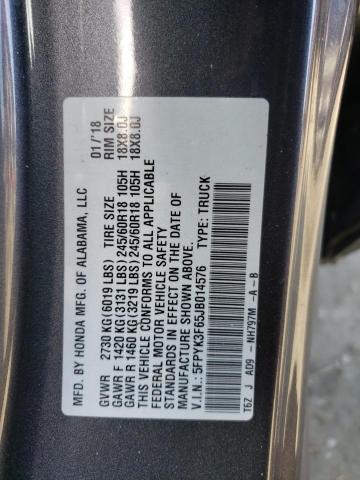 MFD. BY HONDA MFG. OF ALABAMA, LLC 01/'18
GVWR 2730 KG(6019 LBS) TIRE SIZE RIM SIZE
GAWR F 1420 KG(3131 LBS) 245/60R18 105H 18X8.0J
GAWR R 1460 KG(3219 LBS) 245/60R18 105H 18X8.0J
THIS VEHICLE CONFORMS TO ALL APPLICABLE
FEDERAL MOTOR VEHICLE SAFETY
STANDARDS IN EFFECT ON THE DATE OF
MANUFACTURE SHOWN ABOVE.
V.I.N: 5FPYK3F65JB014576 TYPE: TRUCK
T6Z J A09 - NH797M -A-B